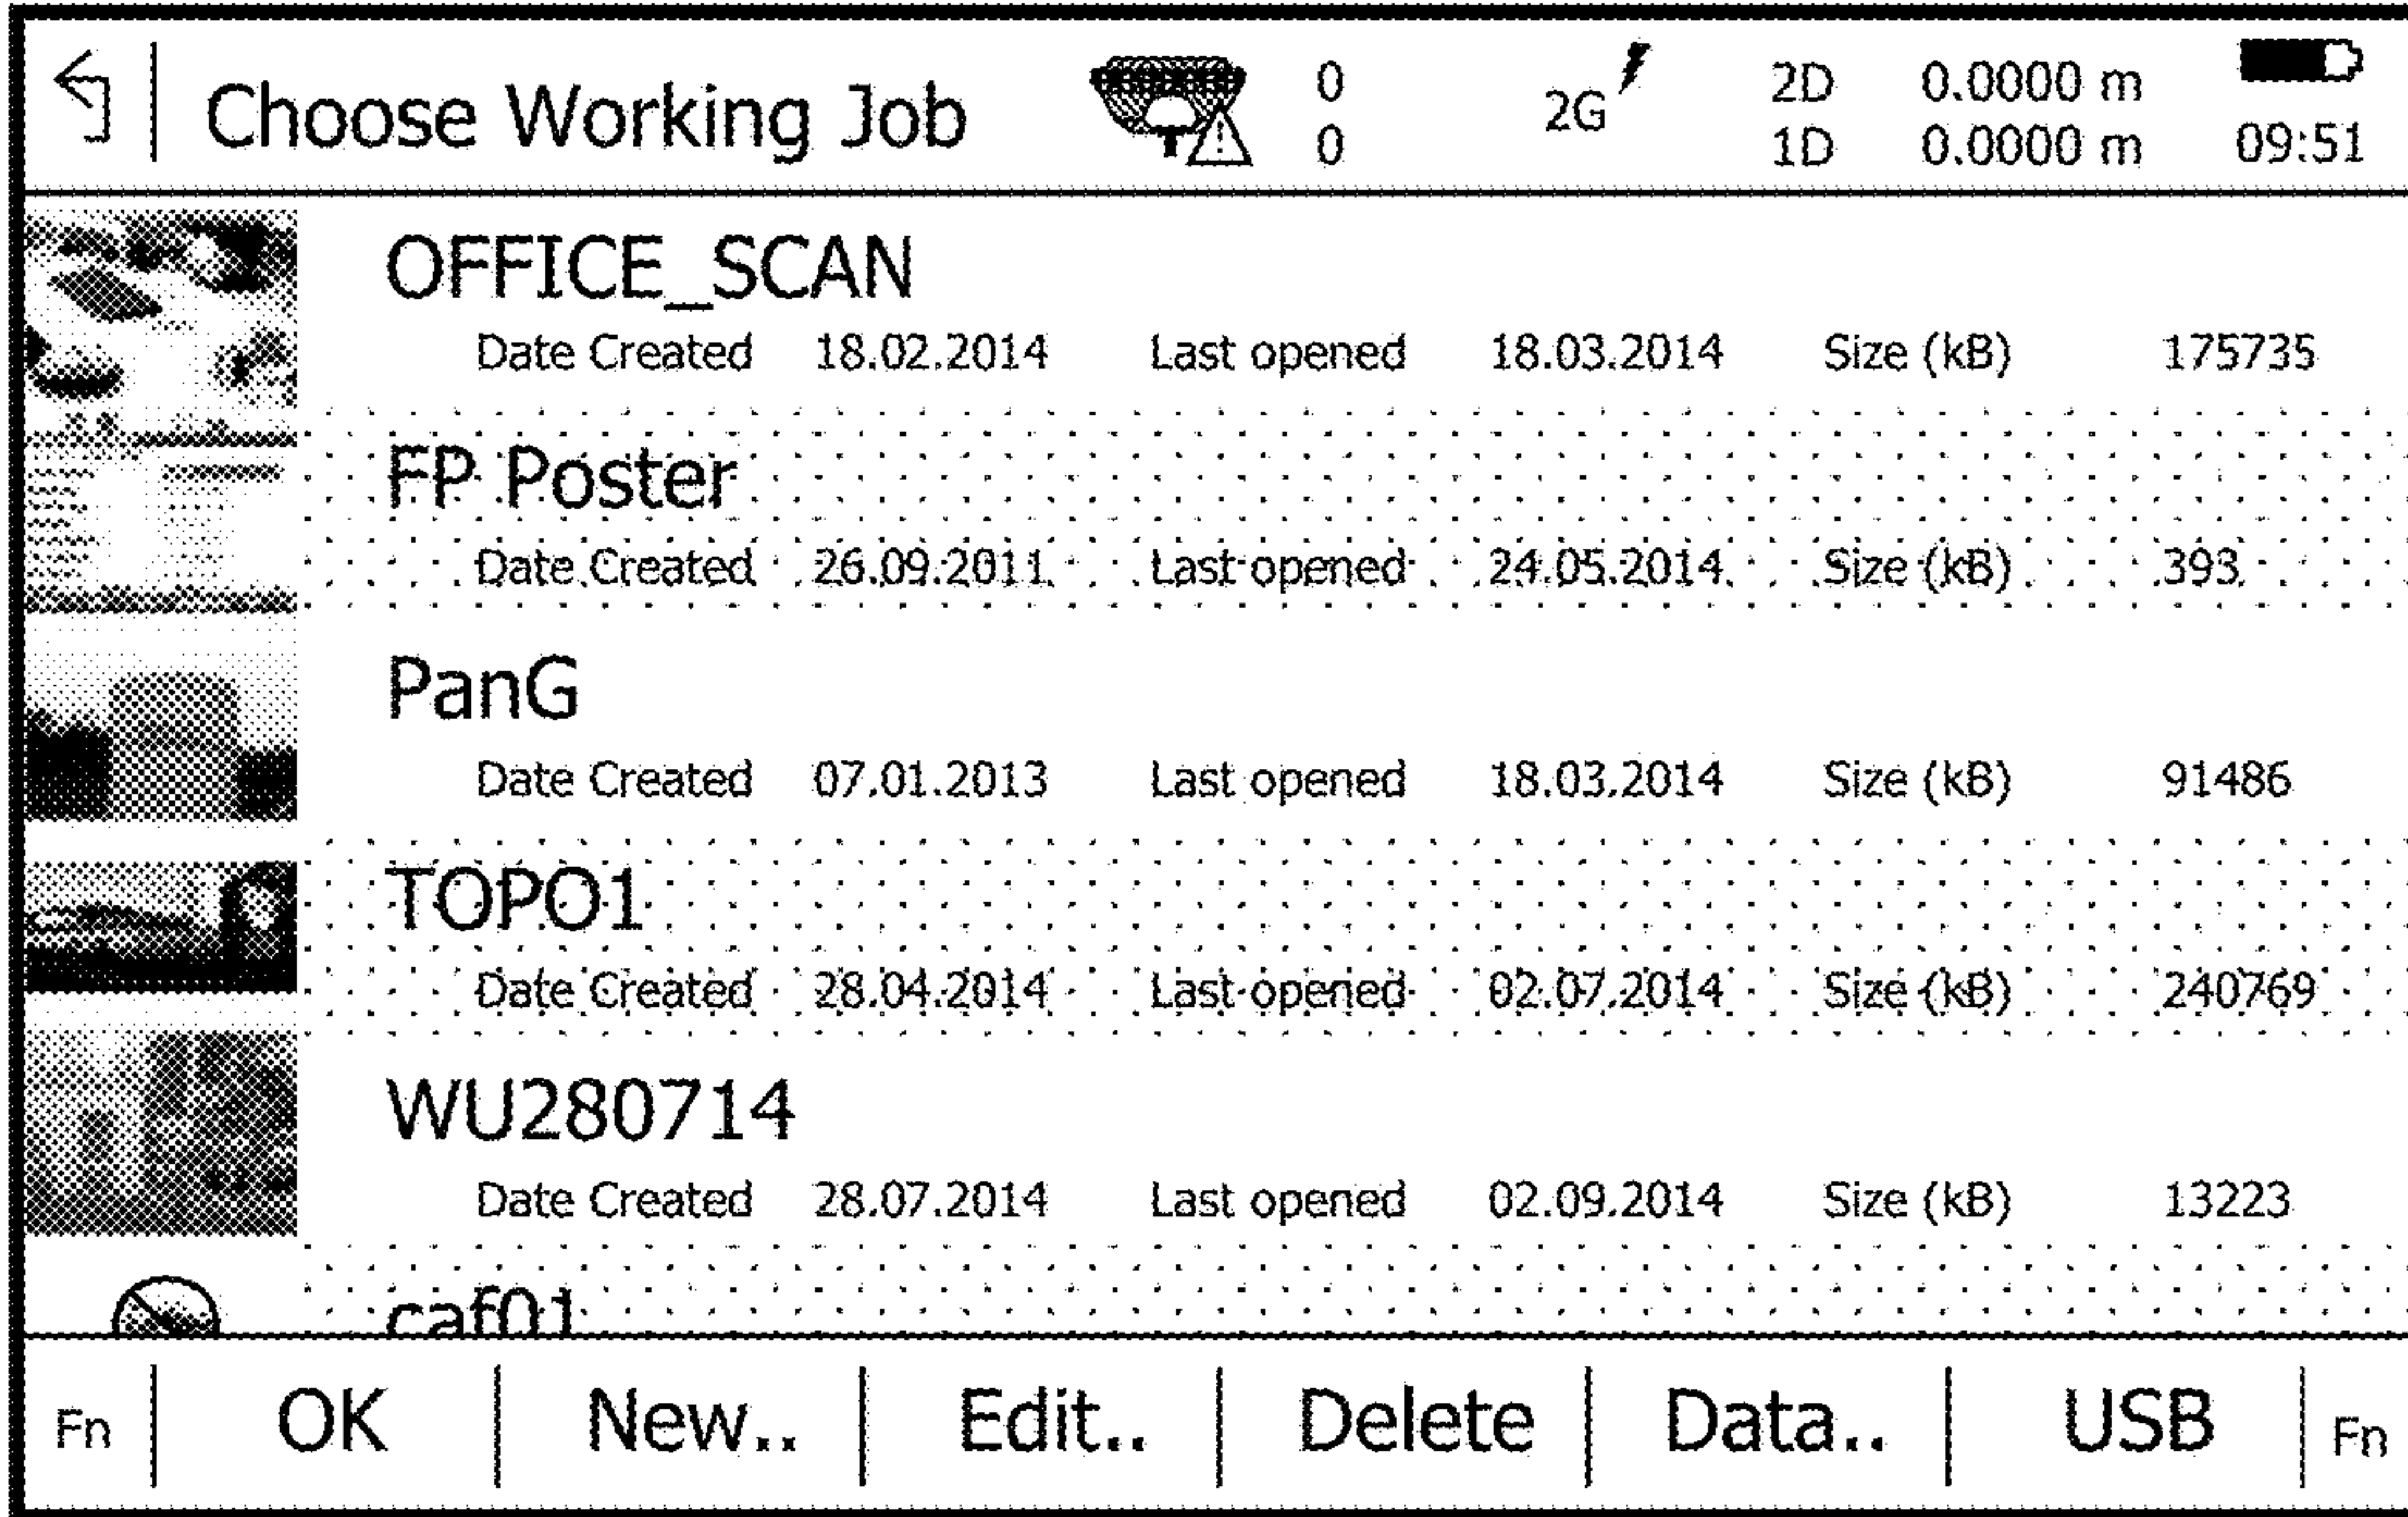 Choose Working Job 0 2G 2D 0.0000 m
0 1D 0.0000 m 09:51
OFFICE_SCAN
Date Created 18.02.2014 Last opened 18.03.2014 Size (kB) 175735
FP Poster
Date Created 26.09.2011 Last opened 24.05.2014 Size (kB) 393
PanG
Date Created 07.01.2013 Last opened 18.03.2014 Size (kB) 91486
TOPO1
Date Created 28.04.2014 Last opened 02.07.2014 Size (kB) 240769
WU280714
Date Created 28.07.2014 Last opened 02.09.2014 Size (kB) 13223
caf01
Fn OK New.. Edit.. Delete Data.. USB Fn